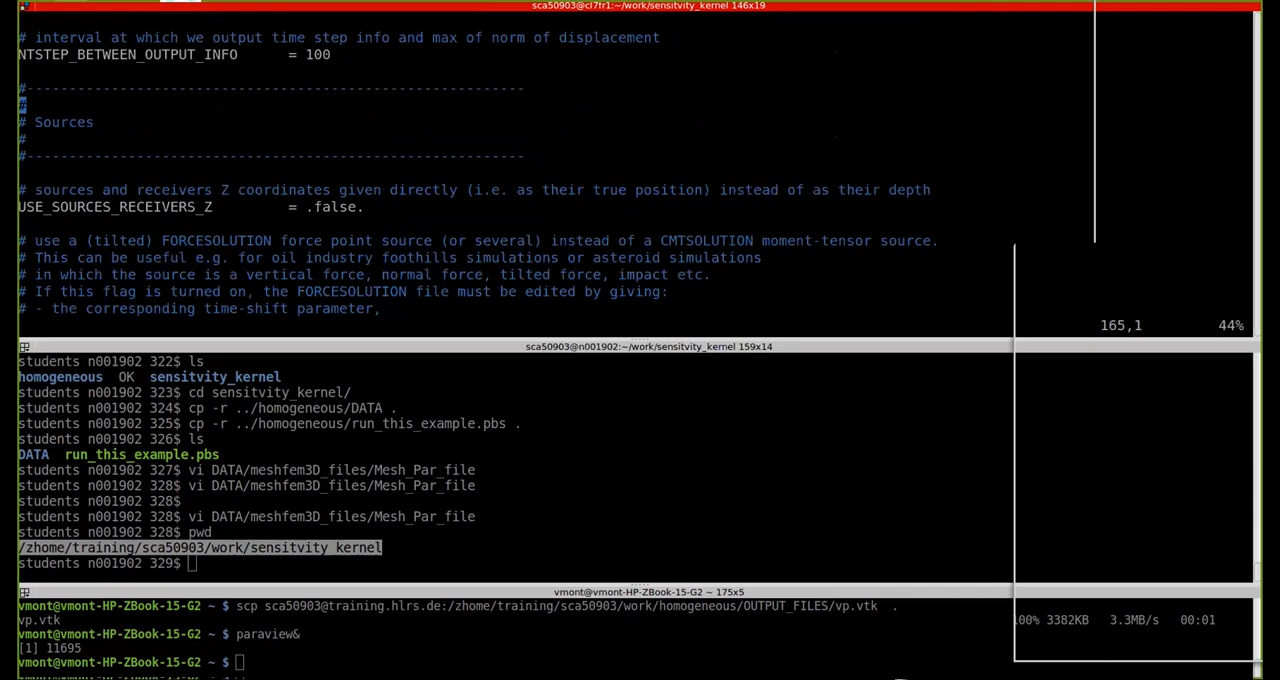 sca50903@cl7fr1:~/work/sensitvity_kernel 146x19
# interval at which we output time step info and max of norm of displacement
NTSTEP_BETWEEN_OUTPUT_INFO      = 100
#-----------------------------------------------------------
#
# Sources
#
#-----------------------------------------------------------
# sources and receivers Z coordinates given directly (i.e. as their true position) instead of as their depth
USE_SOURCES_RECEIVERS_Z         = .false.
# use a (tilted) FORCESOLUTION force point source (or several) instead of a CMTSOLUTION moment-tensor source.
# This can be useful e.g. for oil industry foothills simulations or asteroid simulations
# in which the source is a vertical force, normal force, tilted force, impact etc.
# If this flag is turned on, the FORCESOLUTION file must be edited by giving:
# - the corresponding time-shift parameter,
165,1 44%
sca50903@n001902:~/work/sensitvity_kernel 159x14
students n001902 322$ ls
homogeneous  OK  sensitvity_kernel
students n001902 323$ cd sensitvity_kernel/
students n001902 324$ cp -r ../homogeneous/DATA .
students n001902 325$ cp -r ../homogeneous/run_this_example.pbs .
students n001902 326$ ls
DATA  run_this_example.pbs
students n001902 327$ vi DATA/meshfem3D_files/Mesh_Par_file
students n001902 328$ vi DATA/meshfem3D_files/Mesh_Par_file
students n001902 328$
students n001902 328$ vi DATA/meshfem3D_files/Mesh_Par_file
students n001902 328$ pwd
/zhome/training/sca50903/work/sensitvity_kernel
students n001902 329$
vmont@vmont-HP-ZBook-15-G2 ~ 175x5
vmont@vmont-HP-ZBook-15-G2 ~ $ scp sca50903@training.hlrs.de:/zhome/training/sca50903/work/homogeneous/OUTPUT_FILES/vp.vtk  .
vp.vtk 100% 3382KB 3.3MB/s 00:01
vmont@vmont-HP-ZBook-15-G2 ~ $ paraview&
[1] 11695
vmont@vmont-HP-ZBook-15-G2 ~ $